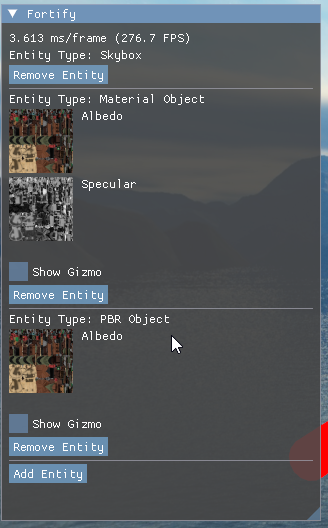 Fortify
3.613 ms/frame (276.7 FPS)
Entity Type: Skybox
Remove Entity
Entity Type: Material Object
Albedo
Specular
Show Gizmo
Remove Entity
Entity Type: PBR Object
Albedo
Show Gizmo
Remove Entity
Add Entity